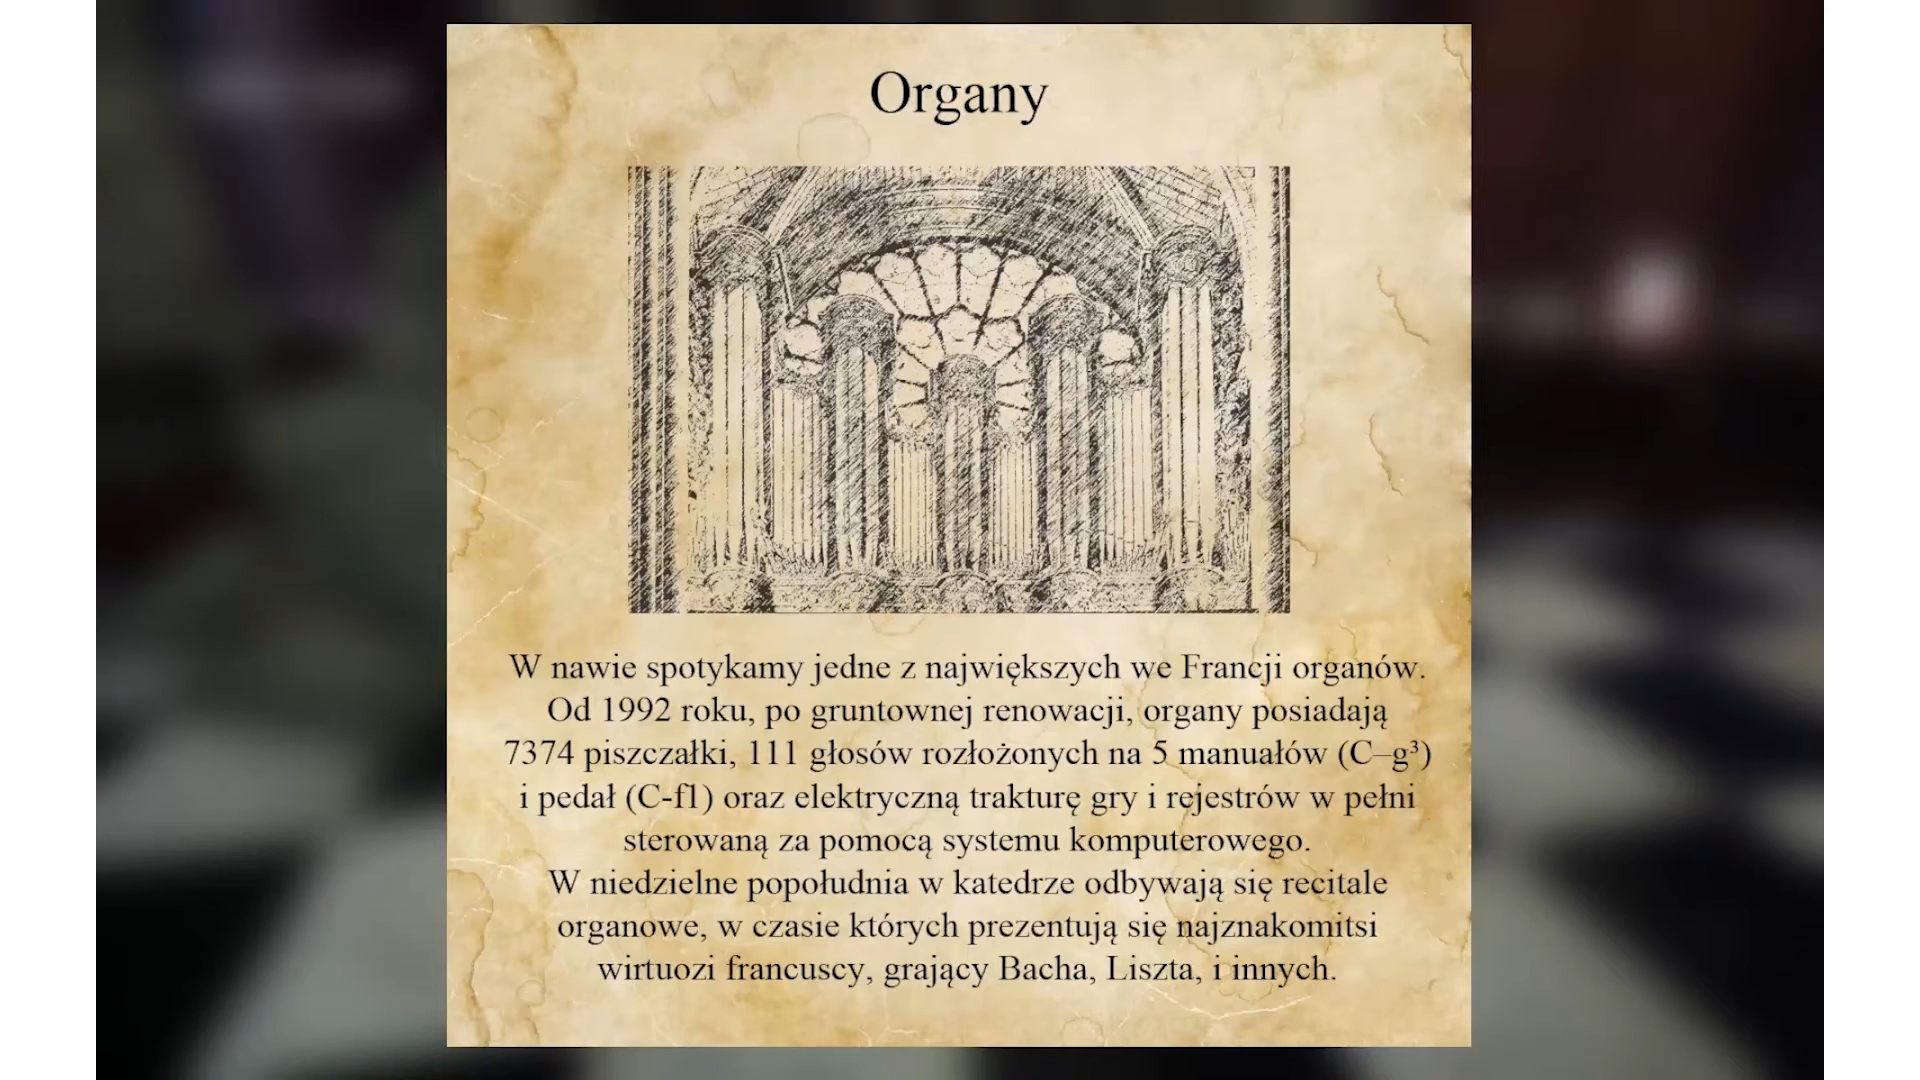 Organy
W nawie spotykamy jedne z największych we Francji organów.
Od 1992 roku, po gruntownej renowacji, organy posiadają
7374 piszczałki, 111 głosów rozłożonych na 5 manuałów (C–g³)
i pedał (C-f1) oraz elektryczną trakturę gry i rejestrów w pełni
sterowaną za pomocą systemu komputerowego.
W niedzielne popołudnia w katedrze odbywają się recitale
organowe, w czasie których prezentują się najznakomitsi
wirtuozi francuscy, grający Bacha, Liszta, i innych.